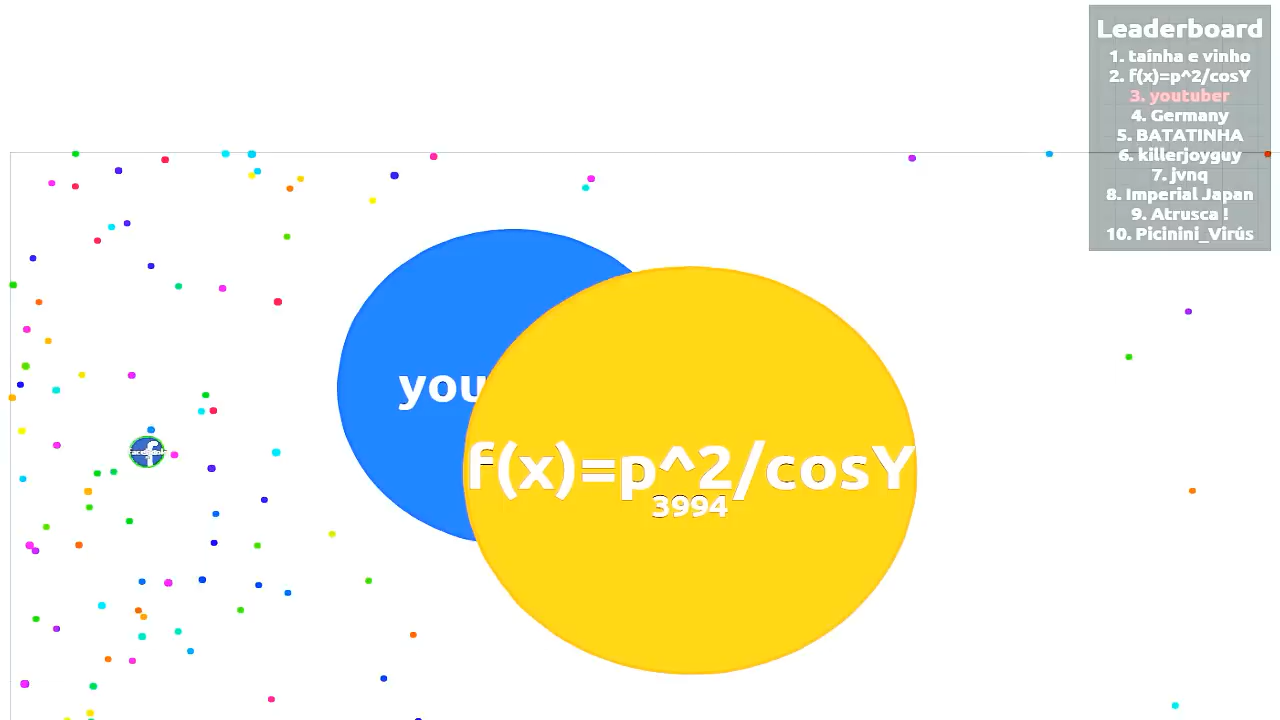 Leaderboard
1. taínha e vinho
2. f(x)=p^2/cosY
3. youtuber
4. Germany
5. BATATINHA
6. killerjoyguy
7. jvnq
8. Imperial Japan
9. Atrusca !
10. Picinini_Virús
you
f(x)=p^2/cosY
3994
f